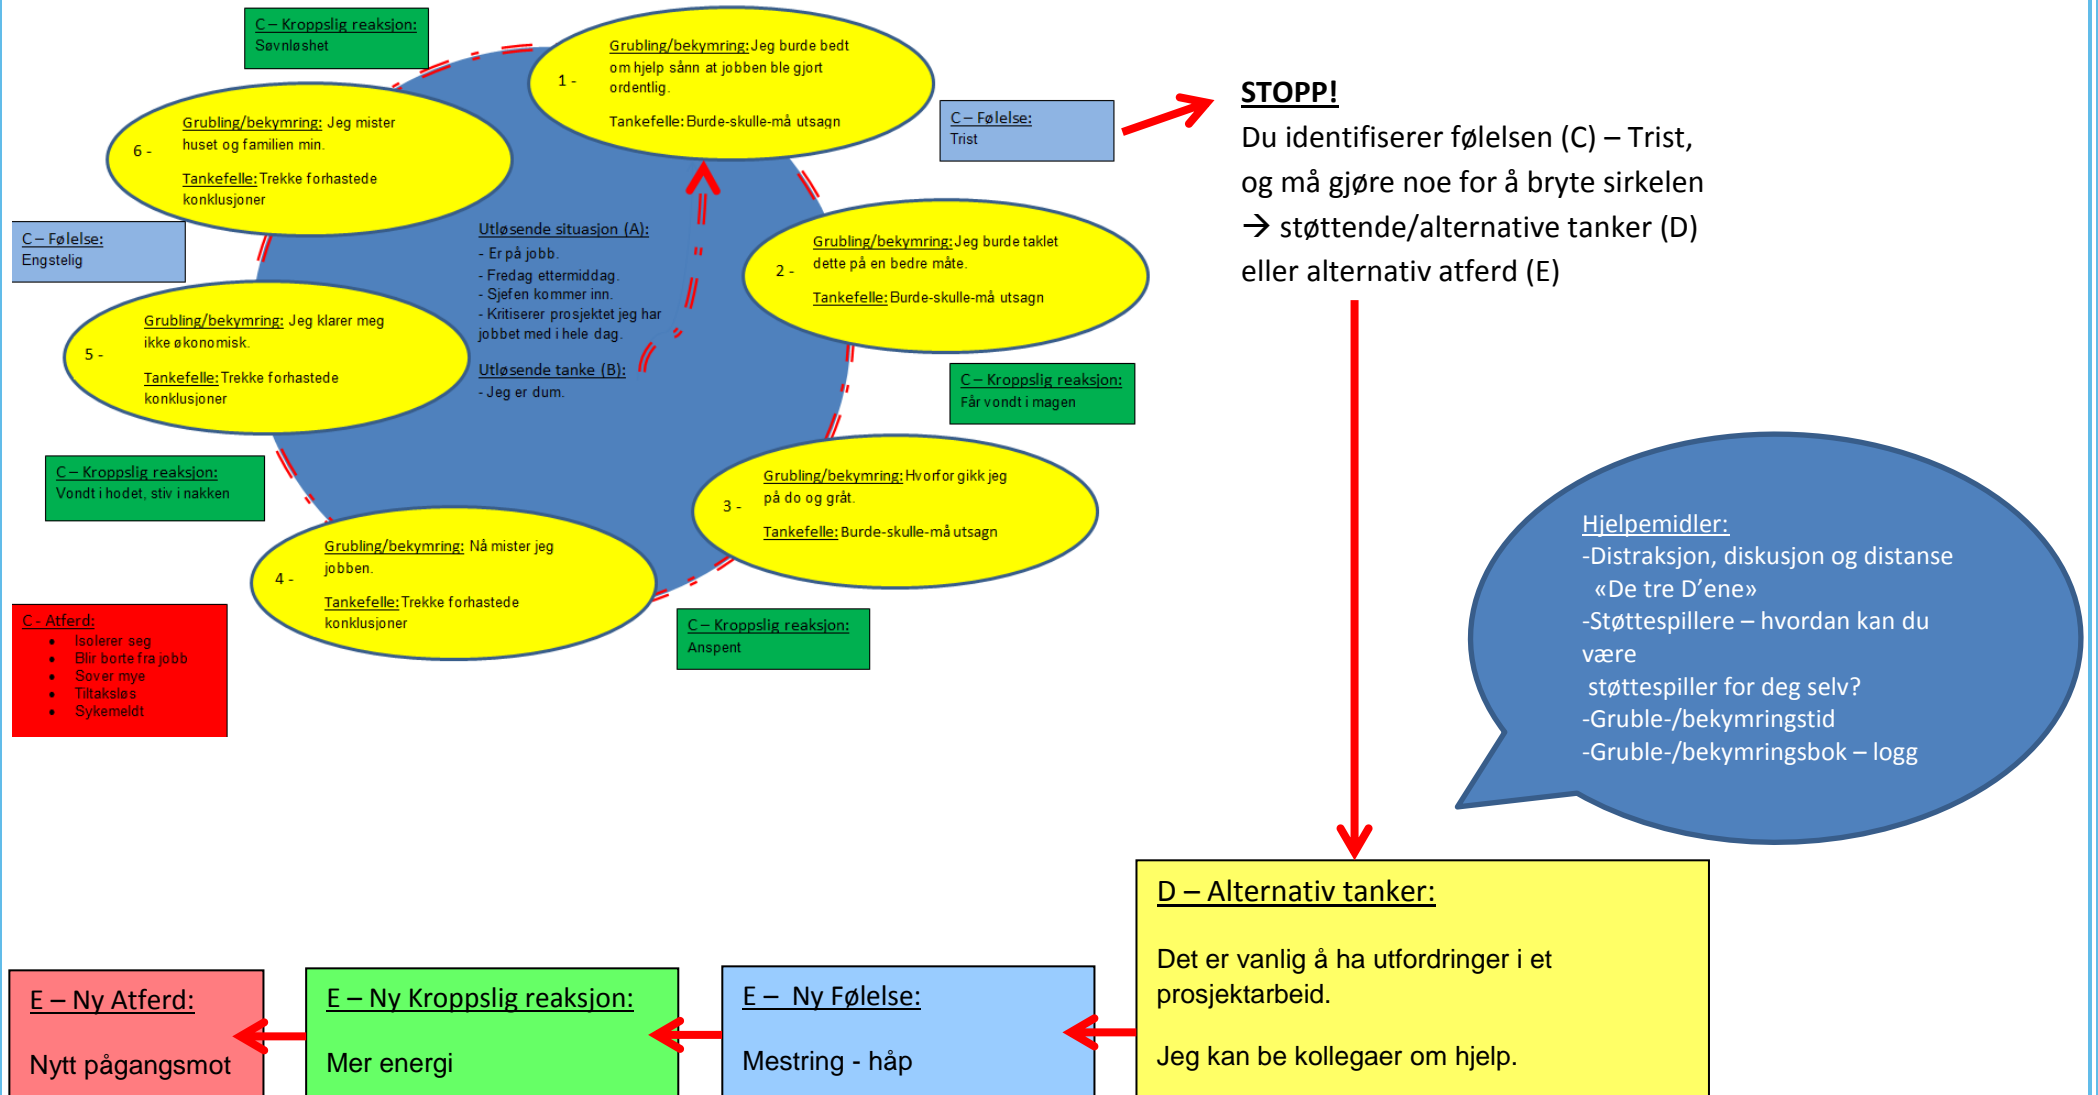 C – Kroppslig reaksjon:
Søvnløshet
1 -
Grubling/bekymring: Jeg burde bedt
om hjelp sånn at jobben ble gjort
ordentlig.
Tankefelle: Burde-skulle-må utsagn
C – Følelse:
Trist
STOPP!
Du identifiserer følelsen (C) – Trist,
og må gjøre noe for å bryte sirkelen
→ støttende/alternative tanker (D)
eller alternativ atferd (E)
6 -
Grubling/bekymring: Jeg mister
huset og familien min.
Tankefelle: Trekke forhastede
konklusjoner
C – Følelse:
Engstelig
Utløsende situasjon (A):
- Er på jobb.
- Fredag ettermiddag.
- Sjefen kommer inn.
- Kritiserer prosjektet jeg har
jobbet med i hele dag.
Utløsende tanke (B):
- Jeg er dum.
2 -
Grubling/bekymring: Jeg burde taklet
dette på en bedre måte.
Tankefelle: Burde-skulle-må utsagn
5 -
Grubling/bekymring: Jeg klarer meg
ikke økonomisk.
Tankefelle: Trekke forhastede
konklusjoner
C – Kroppslig reaksjon:
Får vondt i magen
C – Kroppslig reaksjon:
Vondt i hodet, stiv i nakken
3 -
Grubling/bekymring: Hvorfor gikk jeg
på do og gråt.
Tankefelle: Burde-skulle-må utsagn
4 -
Grubling/bekymring: Nå mister jeg
jobben.
Tankefelle: Trekke forhastede
konklusjoner
C – Kroppslig reaksjon:
Anspent
C - Atferd:
• Isolerer seg
• Blir borte fra jobb
• Sover mye
• Tiltaksløs
• Sykemeldt
Hjelpemidler:
-Distraksjon, diskusjon og distanse
«De tre D’ene»
-Støttespillere – hvordan kan du
være
støttespiller for deg selv?
-Gruble-/bekymringstid
-Gruble-/bekymringsbok – logg
D – Alternativ tanker:
Det er vanlig å ha utfordringer i et
prosjektarbeid.
Jeg kan be kollegaer om hjelp.
E – Ny Følelse:
Mestring - håp
E – Ny Kroppslig reaksjon:
Mer energi
E – Ny Atferd:
Nytt pågangsmot